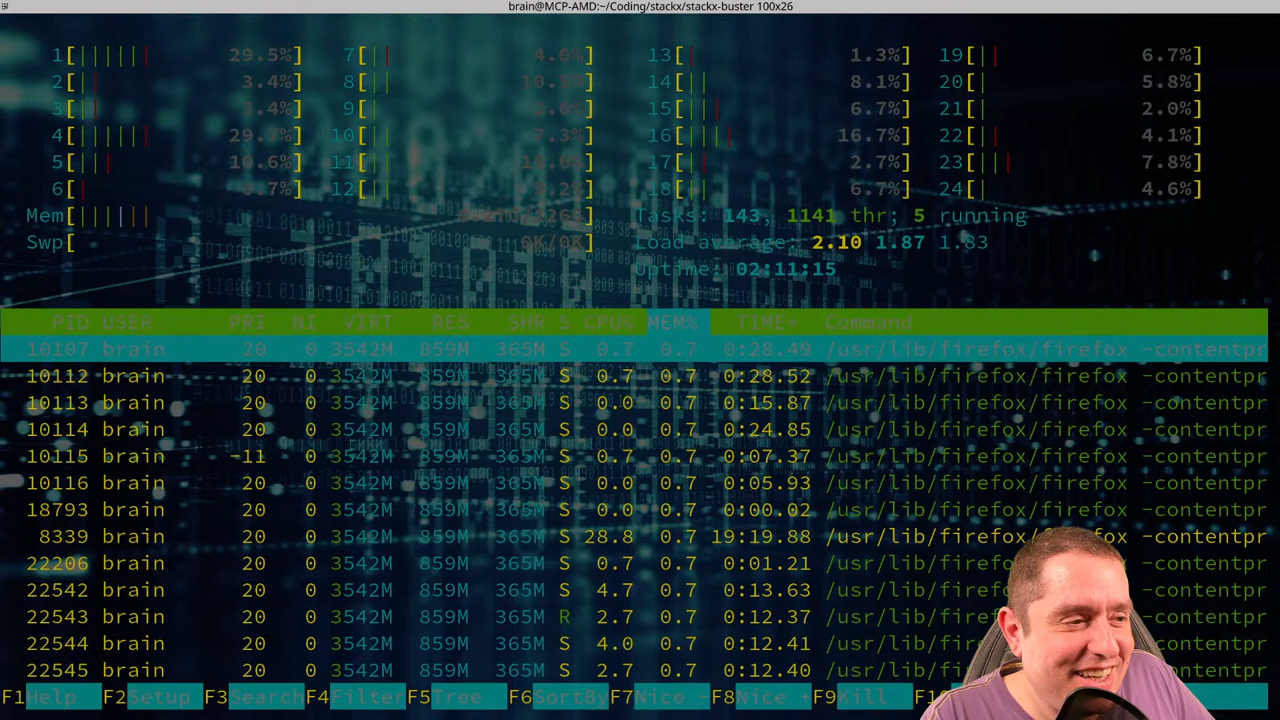 brain@MCP-AMD:~/Coding/stackx/stackx-buster 100x26
1[|||||| 29.5%] 7[|| 4.0%] 13[| 1.3%] 19[|| 6.7%]
2[|| 3.4%] 8[|| ] 14[|| 8.1%] 20[| 5.8%]
3[|| 3.4%] 9[| ] 15[||| 6.7%] 21[| 2.0%]
4[|||||| 29.7%] 10[|| 7.3%] 16[|||| 16.7%] 22[|| 4.1%]
5[||| 10.6%] 11[|| ] 17[|| 2.7%] 23[||| 7.8%]
6[| ] 12[|| ] 18[|| 6.7%] 24[| 4.6%]
Mem[|||||| ] Tasks: 143, 1141 thr; 5 running
Swp[ 0K/0K] Load average: 2.10 1.87 1.83
Uptime: 02:11:15
PID USER PRI NI VIRT RES SHR S CPU% MEM% TIME+ Command
10107 brain 20 0 3542M 859M 365M S 0.7 0.7 0:28.49 /usr/lib/firefox/firefox -contentpr
10112 brain 20 0 3542M 859M 365M S 0.7 0.7 0:28.52 /usr/lib/firefox/firefox -contentpr
10113 brain 20 0 3542M 859M 365M S 0.0 0.7 0:15.87 /usr/lib/firefox/firefox -contentpr
10114 brain 20 0 3542M 859M 365M S 0.0 0.7 0:24.85 /usr/lib/firefox/firefox -contentpr
10115 brain -11 0 3542M 859M 365M S 0.0 0.7 0:07.37 /usr/lib/firefox/firefox -contentpr
10116 brain 20 0 3542M 859M 365M S 0.0 0.7 0:05.93 /usr/lib/firefox/firefox -contentpr
18793 brain 20 0 3542M 859M 365M S 0.0 0.7 0:00.02 /usr/lib/firefox/firefox -contentpr
8339 brain 20 0 3542M 859M 365M S 28.8 0.7 19:19.88 /usr/lib/firefox/ fox -contentpr
22206 brain 20 0 3542M 859M 365M S 0.0 0.7 0:01.21 /usr/lib/firefox -contentpr
22542 brain 20 0 3542M 859M 365M S 4.7 0.7 0:13.63 /usr/lib/firefo -contentpr
22543 brain 20 0 3542M 859M 365M R 2.7 0.7 0:12.37 /usr/lib/firefo -contentpr
22544 brain 20 0 3542M 859M 365M S 4.0 0.7 0:12.41 /usr/lib/fir -contentpr
22545 brain 20 0 3542M 859M 365M S 2.7 0.7 0:12.40 /usr/lib/fi ontentpr
F1Help F2Setup F3SearchF4FilterF5Tree F6SortByF7Nice -F8Nice +F9Kill